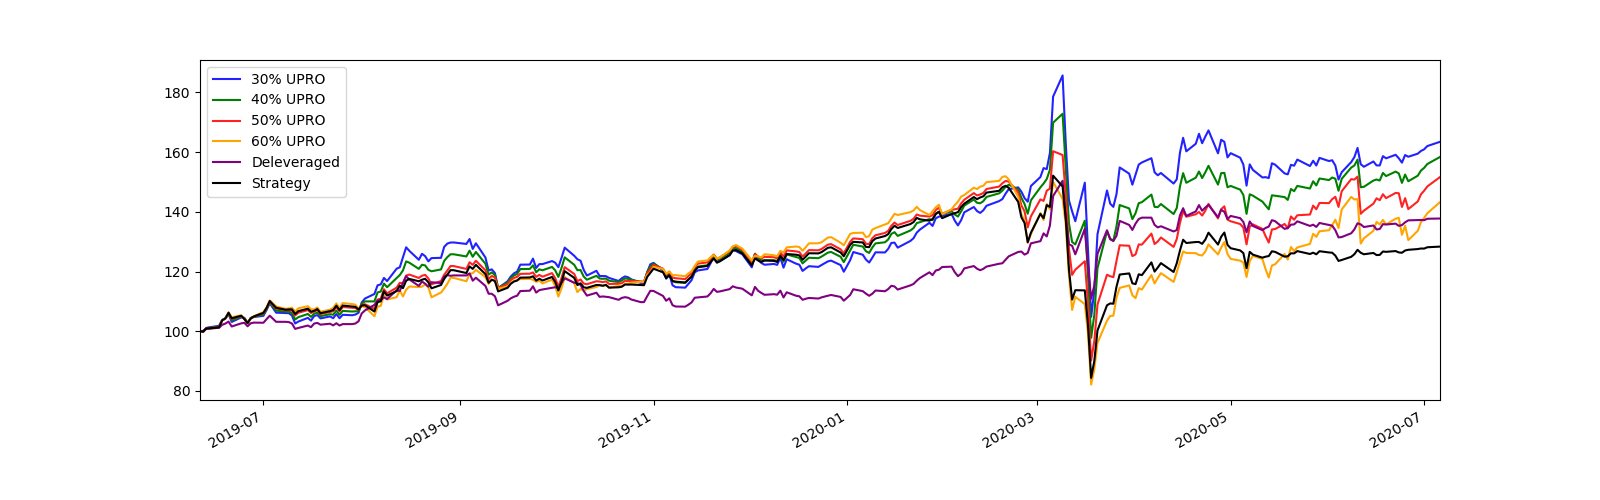 180
160
140
120
100
80
30% UPRO
40% UPRO
50% UPRO
60% UPRO
Deleveraged
Strategy
2019-07
2019-09
2019-11
2020-01
2020-03
2020-05
2020-07